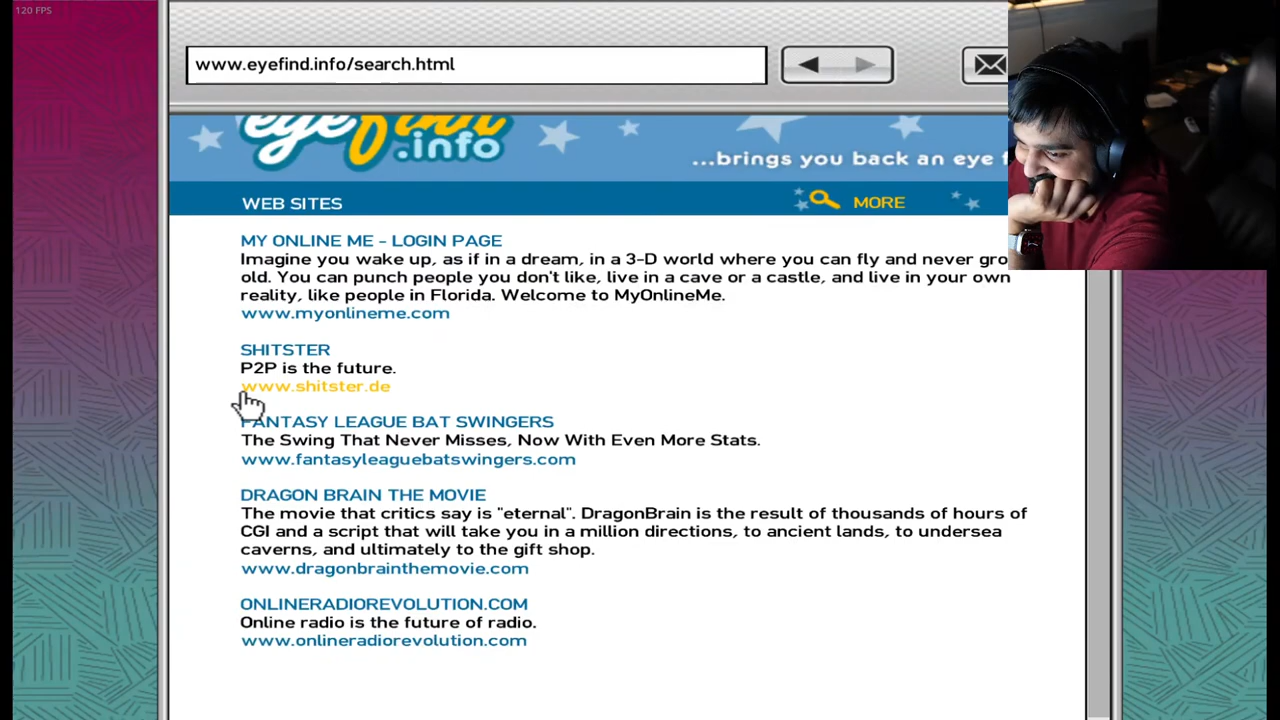 120 FPS
www.eyefind.info/search.html
eyefind
.info
...brings you back an eye f
WEB SITES
MORE
MY ONLINE ME - LOGIN PAGE
Imagine you wake up, as if in a dream, in a 3-D world where you can fly and never gro
old. You can punch people you don't like, live in a cave or a castle, and live in your own
reality, like people in Florida. Welcome to MyOnlineMe.
www.myonlineme.com
SHITSTER
P2P is the future.
www.shitster.de
FANTASY LEAGUE BAT SWINGERS
The Swing That Never Misses, Now With Even More Stats.
www.fantasyleaguebatswingers.com
DRAGON BRAIN THE MOVIE
The movie that critics say is "eternal". DragonBrain is the result of thousands of hours of
CGI and a script that will take you in a million directions, to ancient lands, to undersea
caverns, and ultimately to the gift shop.
www.dragonbrainthemovie.com
ONLINERADIOREVOLUTION.COM
Online radio is the future of radio.
www.onlineradiorevolution.com